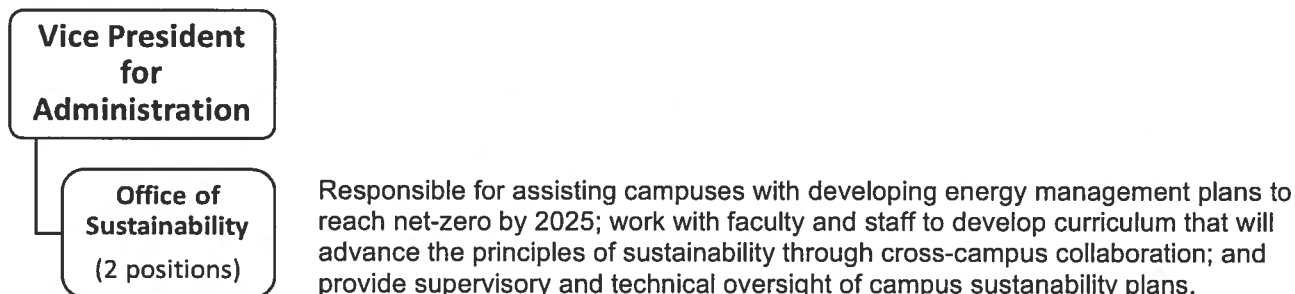 Vice President
for
Administration
Office of
Sustainability
(2 positions)
Responsible for assisting campuses with developing energy management plans to
reach net-zero by 2025; work with faculty and staff to develop curriculum that will
advance the principles of sustainability through cross-campus collaboration; and
provide supervisory and technical oversight of campus sustanability plans.